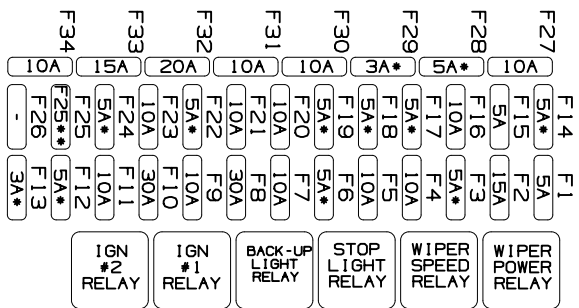 F34 F33 F32 F31 F30 F29 F28 F27
10A 15A 20A 10A 10A 3A* 5A* 10A
- F26 F25** F25 5A* F24 10A F23 5A* F22 10A F21 10A F20 5A* F19 5A* F18 5A* F17 10A F16 5A F15 5A* F14
3A* F13 5A* F12 10A F11 30A F10 10A F9 30A F8 10A F7 5A* F6 10A F5 10A F4 5A* F3 15A F2 5A F1
IGN
#2
RELAY
IGN
#1
RELAY
BACK-UP
LIGHT
RELAY
STOP
LIGHT
RELAY
WIPER
SPEED
RELAY
WIPER
POWER
RELAY